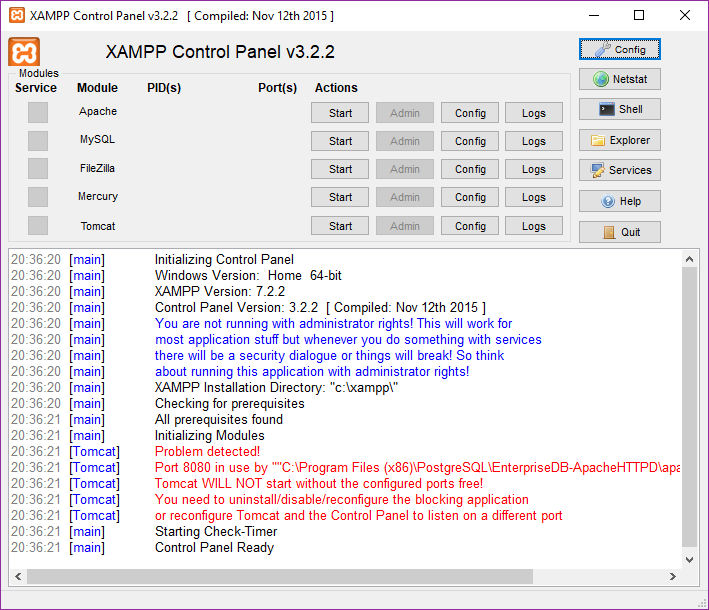 XAMPP Control Panel v3.2.2 [ Compiled: Nov 12th 2015 ]
XAMPP Control Panel v3.2.2
Config
Modules
Service Module PID(s) Port(s) Actions
Netstat
Apache Start Admin Config Logs
Shell
MySQL Start Admin Config Logs
Explorer
FileZilla Start Admin Config Logs
Services
Mercury Start Admin Config Logs
Help
Tomcat Start Admin Config Logs
Quit
20:36:20 [main] Initializing Control Panel
20:36:20 [main] Windows Version: Home 64-bit
20:36:20 [main] XAMPP Version: 7.2.2
20:36:20 [main] Control Panel Version: 3.2.2 [ Compiled: Nov 12th 2015 ]
20:36:20 [main] You are not running with administrator rights! This will work for
20:36:20 [main] most application stuff but whenever you do something with services
20:36:20 [main] there will be a security dialogue or things will break! So think
20:36:20 [main] about running this application with administrator rights!
20:36:20 [main] XAMPP Installation Directory: "c:\xampp\"
20:36:20 [main] Checking for prerequisites
20:36:21 [main] All prerequisites found
20:36:21 [main] Initializing Modules
20:36:21 [Tomcat] Problem detected!
20:36:21 [Tomcat] Port 8080 in use by ""C:\Program Files (x86)\PostgreSQL\EnterpriseDB-ApacheHTTPD\apa
20:36:21 [Tomcat] Tomcat WILL NOT start without the configured ports free!
20:36:21 [Tomcat] You need to uninstall/disable/reconfigure the blocking application
20:36:21 [Tomcat] or reconfigure Tomcat and the Control Panel to listen on a different port
20:36:21 [main] Starting Check-Timer
20:36:21 [main] Control Panel Ready